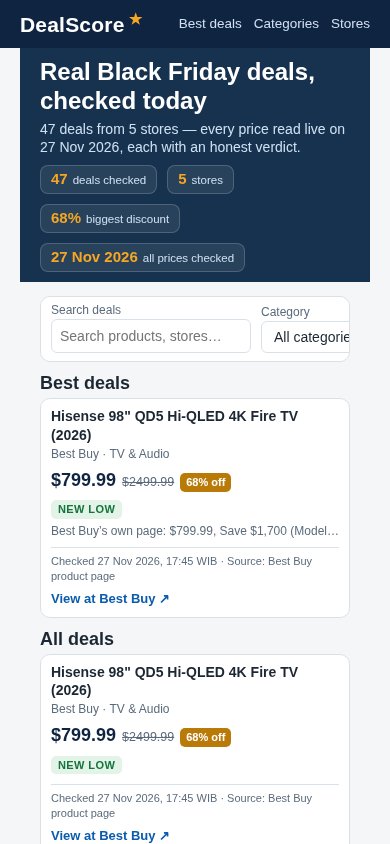 DealScore
Best deals Categories Stores
Real Black Friday deals,
checked today
47 deals from 5 stores — every price read live on
27 Nov 2026, each with an honest verdict.
47 deals checked
5 stores
68% biggest discount
27 Nov 2026 all prices checked
Search deals
Category
Search products, stores…
All categorie
Best deals
Hisense 98" QD5 Hi-QLED 4K Fire TV
(2026)
Best Buy · TV & Audio
$799.99 $2499.99 68% off
NEW LOW
Best Buy’s own page: $799.99, Save $1,700 (Model…
Checked 27 Nov 2026, 17:45 WIB · Source: Best Buy
product page
View at Best Buy ↗
All deals
Hisense 98" QD5 Hi-QLED 4K Fire TV
(2026)
Best Buy · TV & Audio
$799.99 $2499.99 68% off
NEW LOW
Checked 27 Nov 2026, 17:45 WIB · Source: Best Buy
product page
View at Best Buy ↗